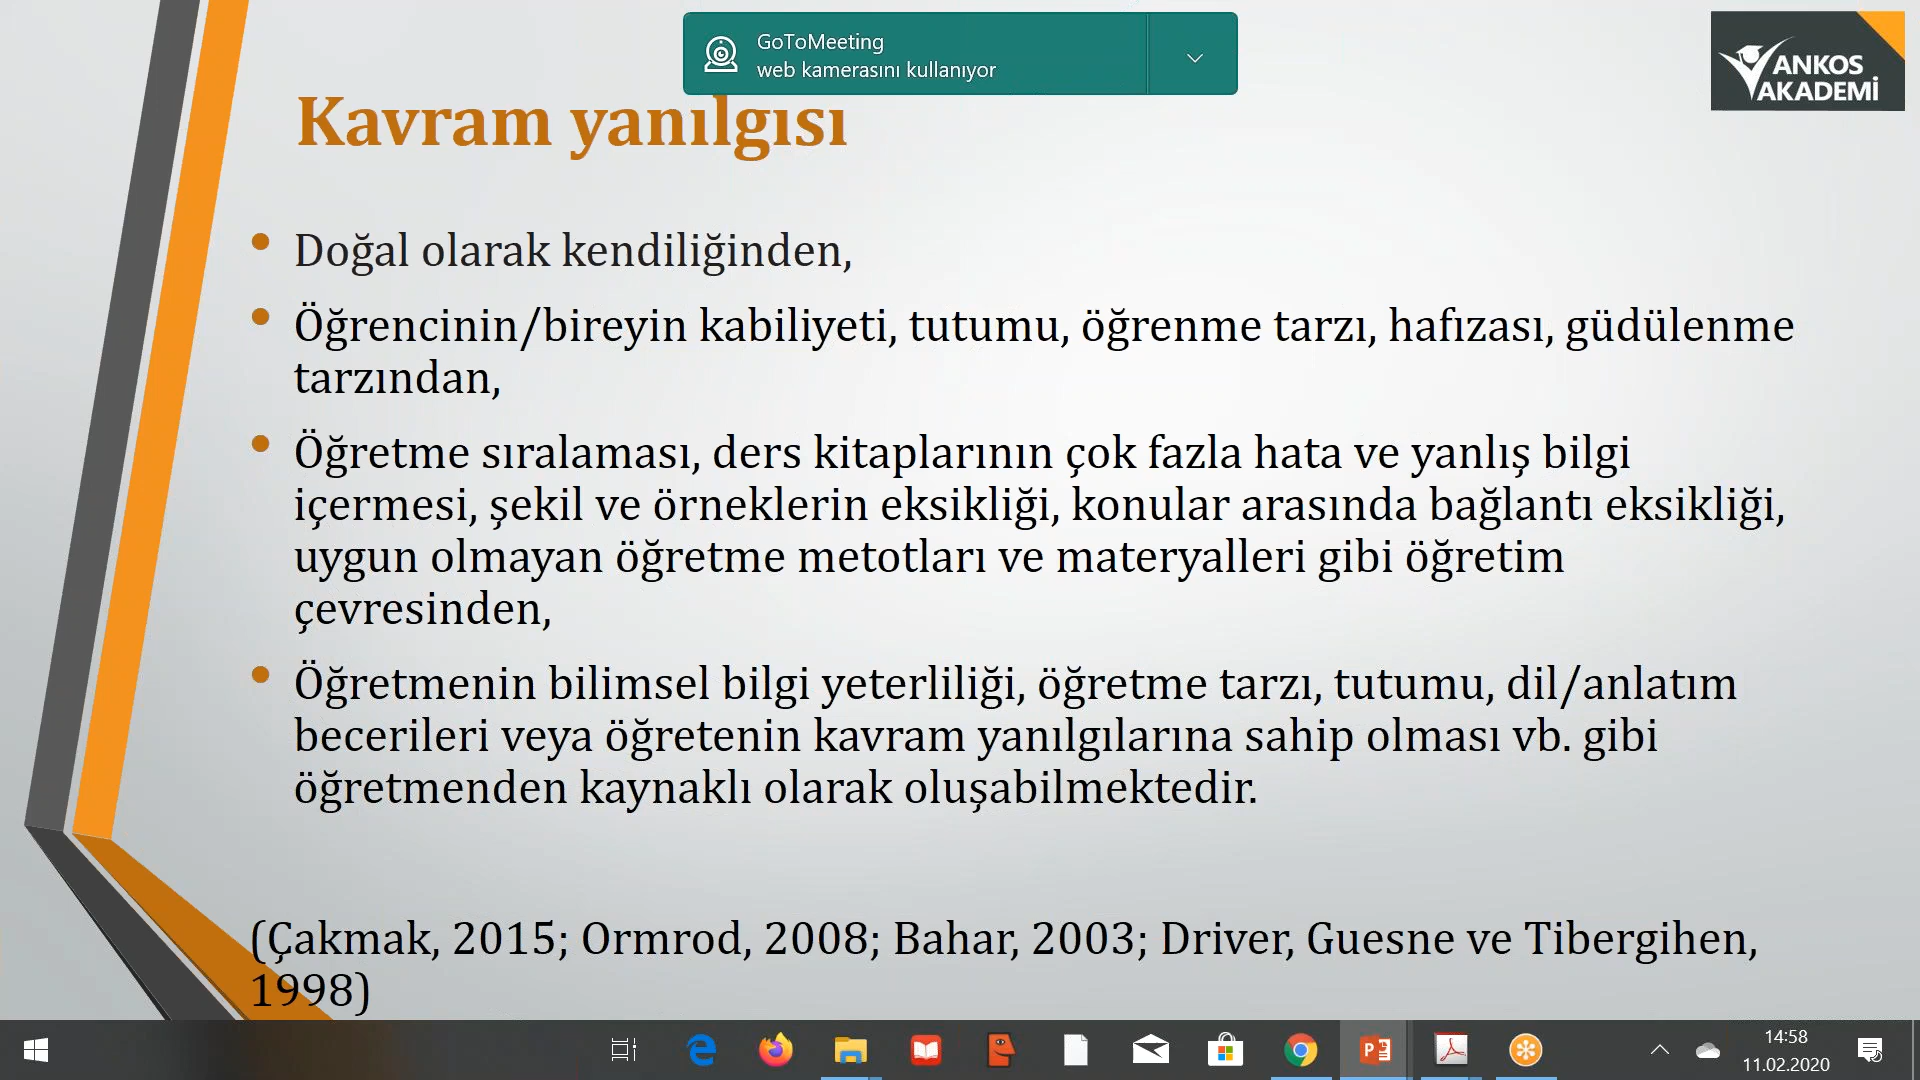 GoToMeeting
web kamerasını kullanıyor
ANKOS
AKADEMİ
Kavram yanılgısı
• Doğal olarak kendiliğinden,
• Öğrencinin/bireyin kabiliyeti, tutumu, öğrenme tarzı, hafızası, güdülenme
tarzından,
• Öğretme sıralaması, ders kitaplarının çok fazla hata ve yanlış bilgi
içermesi, şekil ve örneklerin eksikliği, konular arasında bağlantı eksikliği,
uygun olmayan öğretme metotları ve materyalleri gibi öğretim
çevresinden,
• Öğretmenin bilimsel bilgi yeterliliği, öğretme tarzı, tutumu, dil/anlatım
becerileri veya öğretenin kavram yanılgılarına sahip olması vb. gibi
öğretmenden kaynaklı olarak oluşabilmektedir.
(Çakmak, 2015; Ormrod, 2008; Bahar, 2003; Driver, Guesne ve Tibergihen,
1998)
14:58
11.02.2020